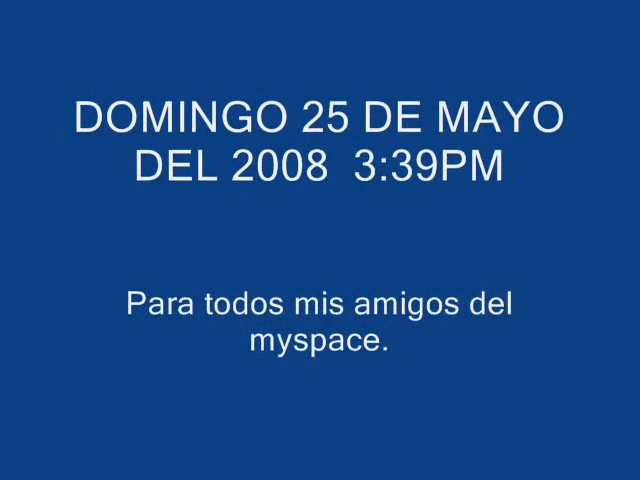 DOMINGO 25 DE MAYO
DEL 2008  3:39PM
Para todos mis amigos del
myspace.